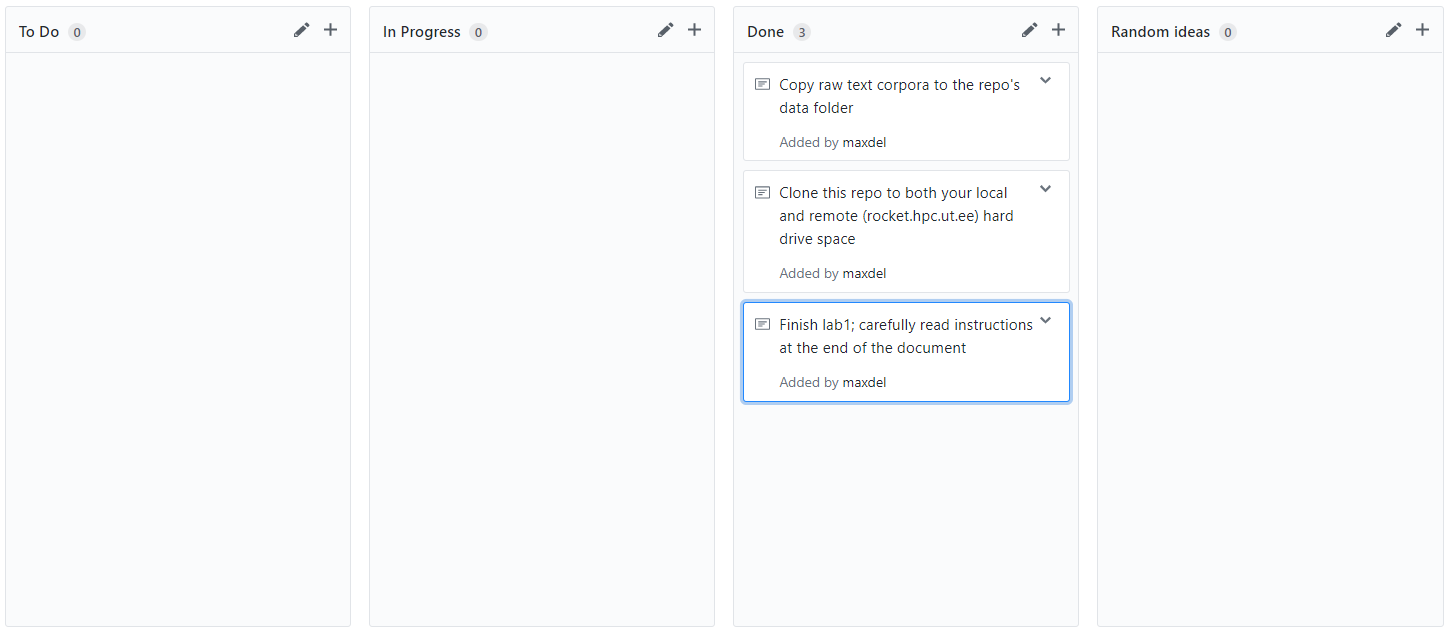 To Do 0
In Progress 0
Done 3
Copy raw text corpora to the repo's
data folder
Added by maxdel
Clone this repo to both your local
and remote (rocket.hpc.ut.ee) hard
drive space
Added by maxdel
Finish lab1; carefully read instructions
at the end of the document
Added by maxdel
Random ideas 0